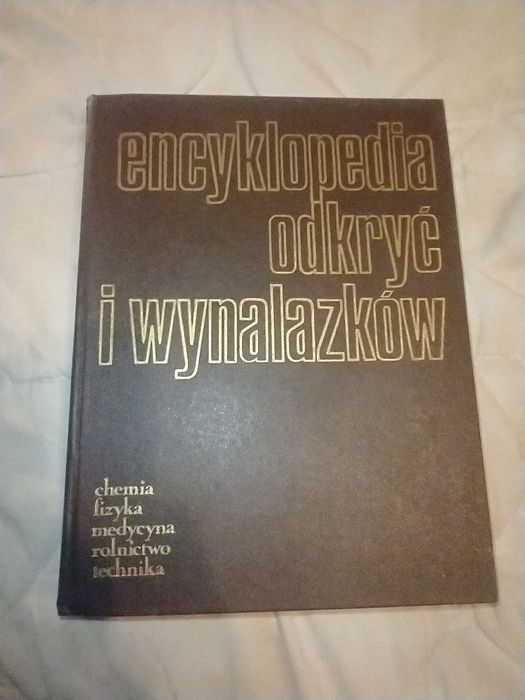 encyklopedia
odkryć
i wynalazków
chemia
fizyka
medycyna
rolnictwo
technika